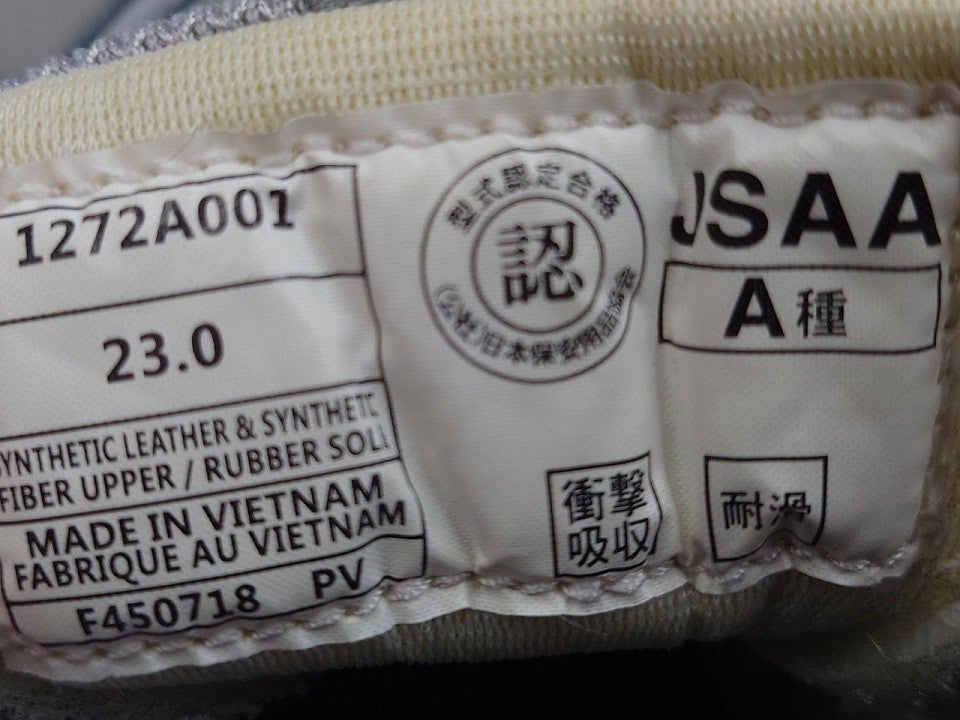 1272A001
23.0
SYNTHETIC LEATHER & SYNTHETIC
FIBER UPPER / RUBBER SOLE
MADE IN VIETNAM
FABRIQUE AU VIETNAM
F450718 PV
型式認定合格
認
(公社)日本保安用品協会
衝撃
吸収
JSAA
A種
耐滑